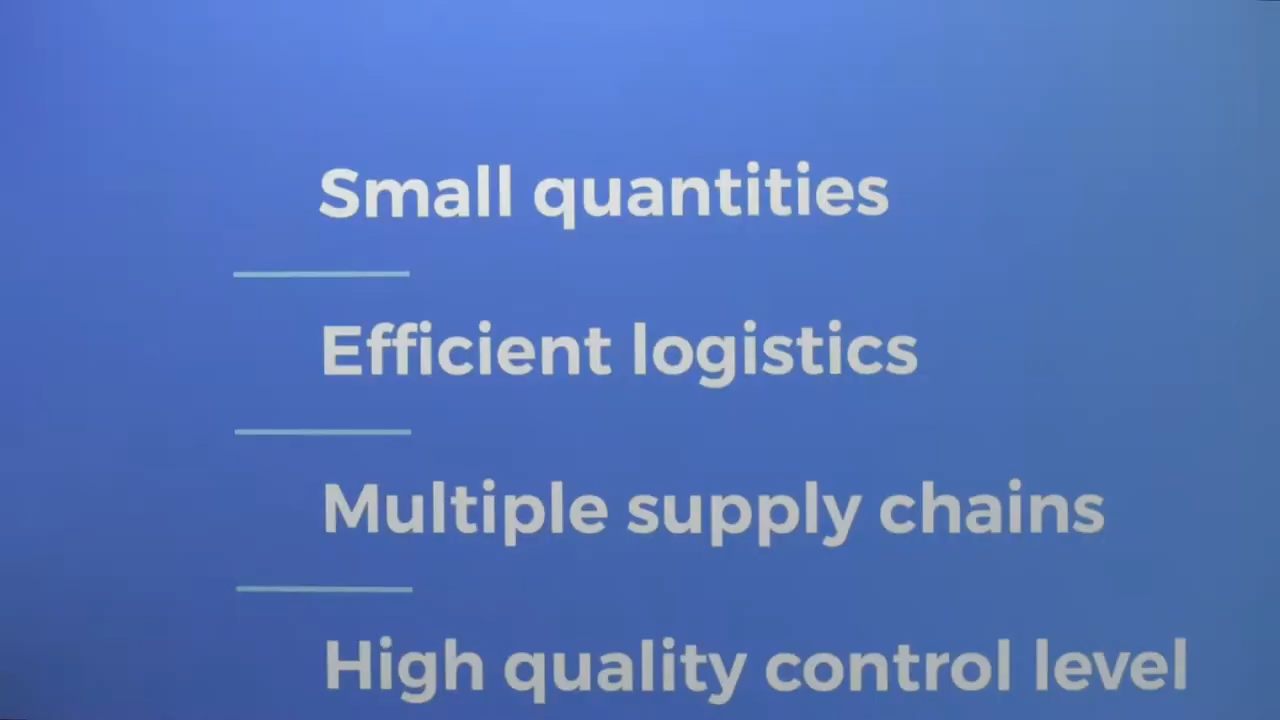 Small quantities
Efficient logistics
Multiple supply chains
High quality control level